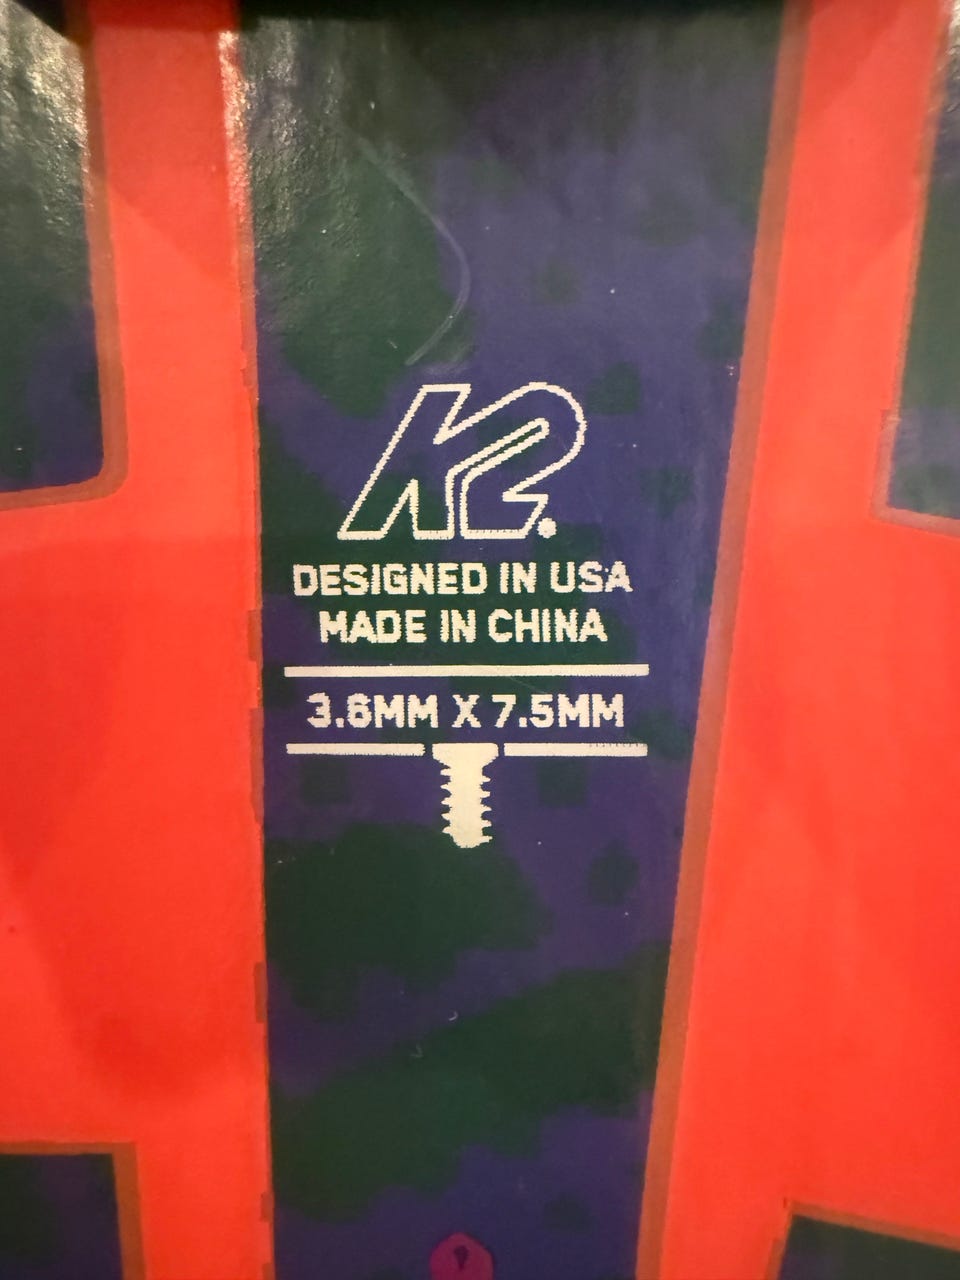 K2.
DESIGNED IN USA
MADE IN CHINA
3.6MM X 7.5MM